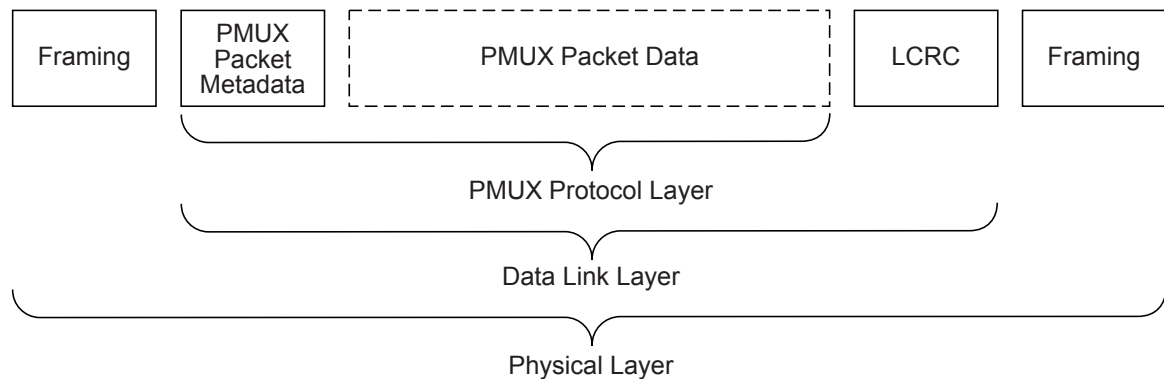 Framing
PMUX
Packet
Metadata
PMUX Packet Data
LCRC
Framing
PMUX Protocol Layer
Data Link Layer
Physical Layer